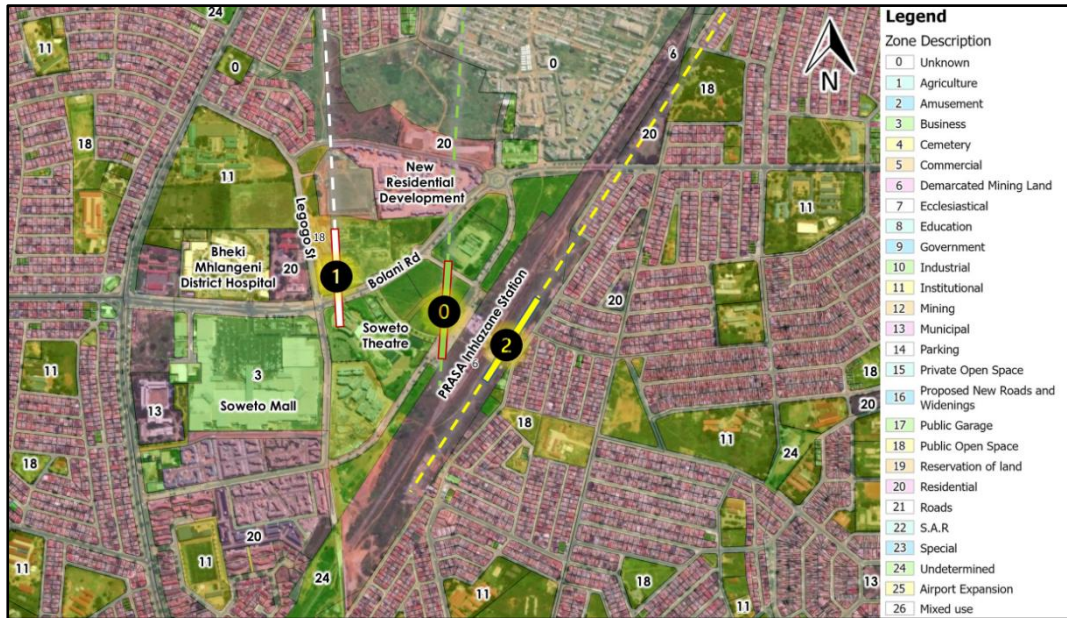 24
11
0
18
11
Legogo St
18
Bheki
Mhlangeni
District Hospital
20
1
20
New
Residential
Development
Bolani Rd
0
Soweto
Theatre
PRASA Inhlazane Station
6
2
0
6
18
20
11
20
3
Soweto Mall
13
11
18
20
11
11
24
18
11
24
18
20
11
18
11
13
N
Legend
Zone Description
0 Unknown
1 Agriculture
2 Amusement
3 Business
4 Cemetery
5 Commercial
6 Demarcated Mining Land
7 Ecclesiastical
8 Education
9 Government
10 Industrial
11 Institutional
12 Mining
13 Municipal
14 Parking
15 Private Open Space
16 Proposed New Roads and
Widenings
17 Public Garage
18 Public Open Space
19 Reservation of land
20 Residential
21 Roads
22 S.A.R
23 Special
24 Undetermined
25 Airport Expansion
26 Mixed use